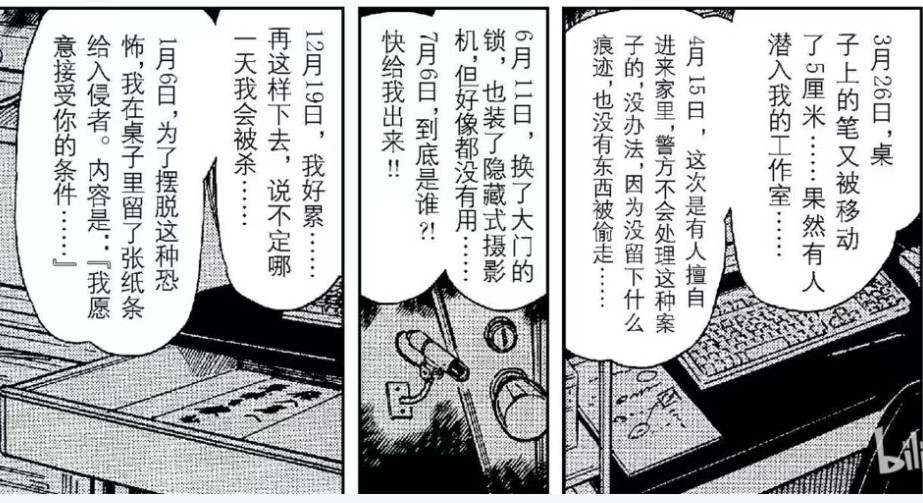 3月26日，桌
子上的笔又被移动
了5厘米……果然有人
潜入我的工作室……
4月15日，这次是有人擅自
进来家里，警方不会处理这种案
子的，没办法，因为没留下什么
痕迹，也没有东西被偷走……
6月11日，换了大门的
锁，也装了隐藏式摄影
机，但好像都没有用……
7月6日，到底是谁？！
快给我出来！！
12月19日，我好累……
再这样下去，说不定哪
一天我会被杀…
1月6日，为了摆脱这种恐
怖，我在桌子里留了张纸条
给入侵者。内容是：『我愿
意接受你的条件……』
bili